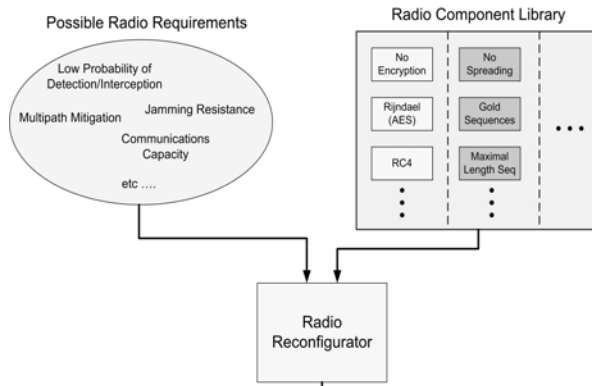 Possible Radio Requirements
Low Probability of
Detection/Interception
Multipath Mitigation
Jamming Resistance
Communications
Capacity
etc ....
Radio Component Library
No
Encryption
No
Spreading
Rijndael
(AES)
Gold
Sequences
RC4
Maximal
Length Seq
Radio
Reconfigurator